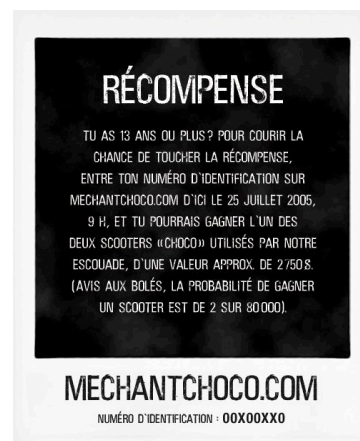 RÉCOMPENSE
TU AS 13 ANS OU PLUS? POUR COURIR LA
CHANCE DE TOUCHER LA RÉCOMPENSE,
ENTRE TON NUMÉRO D'IDENTIFICATION SUR
MECHANTCHOCO.COM D'ICI LE 25 JUILLET 2005,
9 H, ET TU POURRAIS GAGNER L'UN DES
DEUX SCOOTERS «CHOCO» UTILISÉS PAR NOTRE
ESCOUADE, D'UNE VALEUR APPROX. DE 2750$.
(AVIS AUX BOLÉS, LA PROBABILITÉ DE GAGNER
UN SCOOTER EST DE 2 SUR 80000).
MECHANTCHOCO.COM
NUMÉRO D'IDENTIFICATION : 00X00XX0